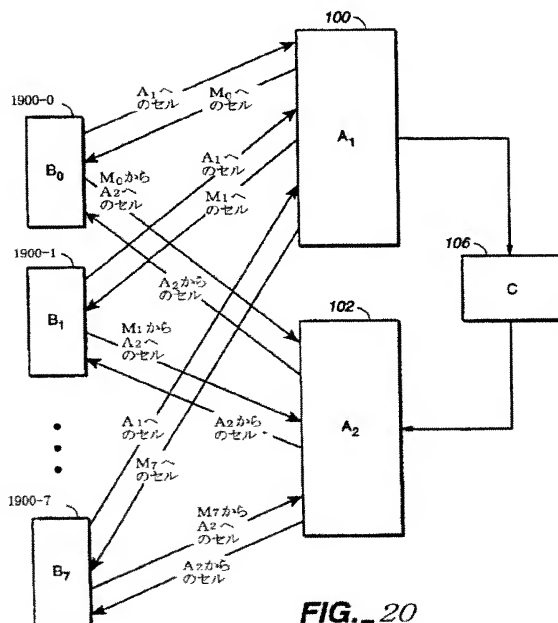 100
A₁
A₁へ
のセル
M₀へ
のセル
1900-0
B₀
M₀から
A₂へ
のセル
A₁へ
のセル
M₁へ
のセル
106
C
1900-1
B₁
A₂から
のセル
102
A₂
M₁から
A₂へ
のセル
A₂から
のセル
A₁へ
のセル
M₇へ
のセル
1900-7
B₇
M₇から
A₂へ
のセル
A₂から
のセル
FIG._20